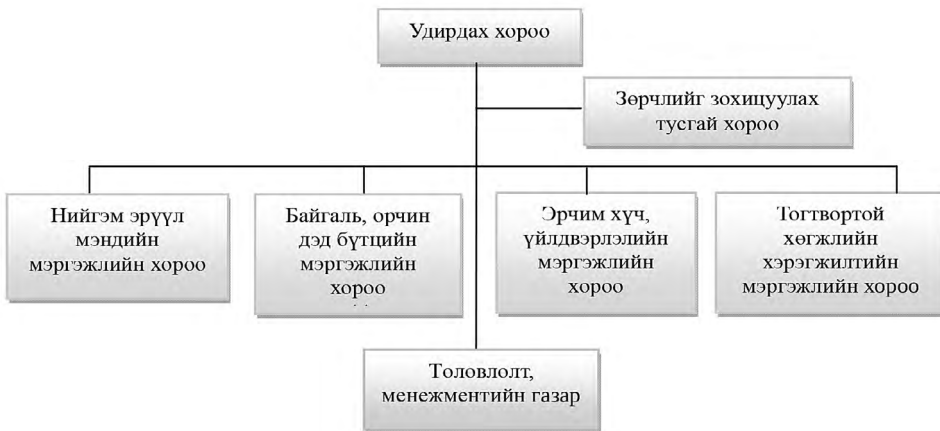 Удирдах хороо
Зөрчлийг зохицуулах
тусгай хороо
Нийгэм эрүүл
мэндийн
мэргэжлийн хороо
Байгаль, орчин
дэд бүтцийн
мэргэжлийн
хороо
Эрчим хүч,
үйлдвэрлэлийн
мэргэжлийн
хороо
Тогтвортой
хөгжлийн
хэрэгжилтийн
мэргэжлийн хороо
Толовлолт,
менежментийн газар